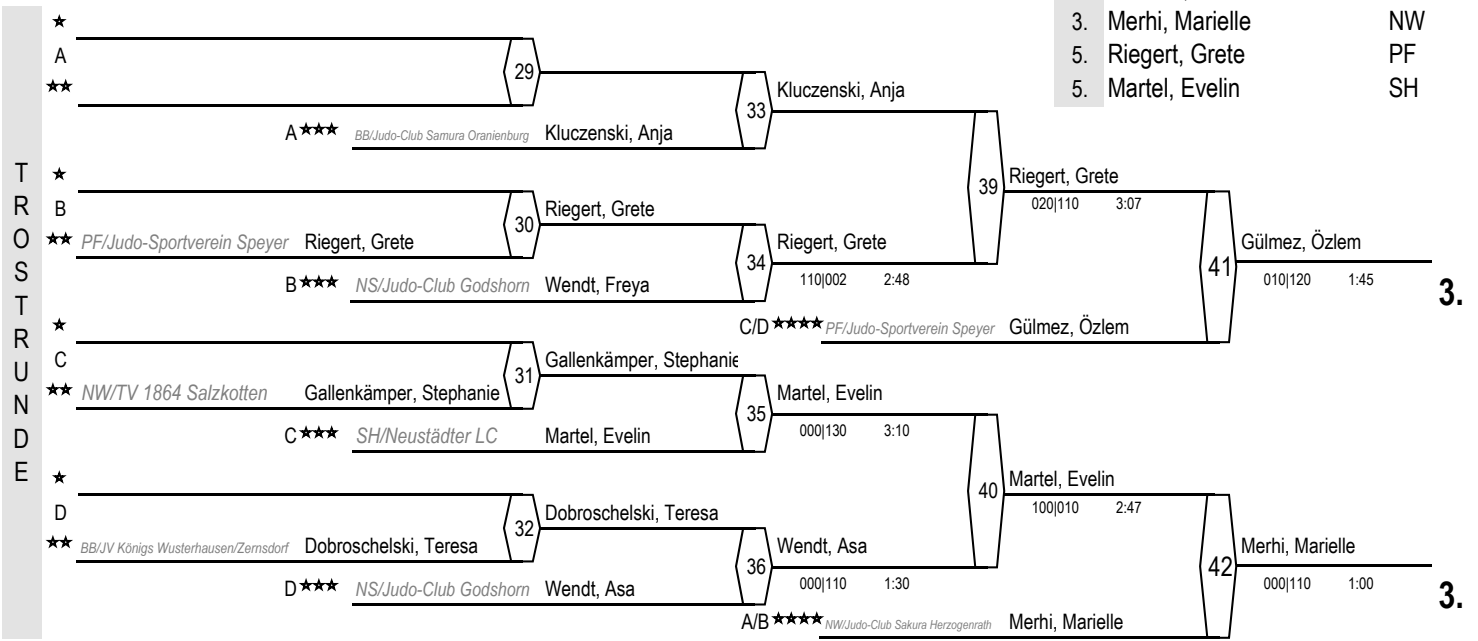 3. Merhi, Marielle NW
5. Riegert, Grete PF
5. Martel, Evelin SH
TROSTRUNDE
★
A
★★
29
A ★★★ BB/Judo-Club Samura Oranienburg Kluczenski, Anja
33
Kluczenski, Anja
★
B
★★ PF/Judo-Sportverein Speyer Riegert, Grete
30
Riegert, Grete
B ★★★ NS/Judo-Club Godshorn Wendt, Freya
34
Riegert, Grete
110|002 2:48
39
Riegert, Grete
020|110 3:07
C/D ★★★★ PF/Judo-Sportverein Speyer Gülmez, Özlem
41
Gülmez, Özlem
010|120 1:45
3.
★
C
★★ NW/TV 1864 Salzkotten Gallenkämper, Stephanie
31
Gallenkämper, Stephanie
C ★★★ SH/Neustädter LC Martel, Evelin
35
Martel, Evelin
000|130 3:10
★
D
★★ BB/JV Königs Wusterhausen/Zernsdorf Dobroschelski, Teresa
32
Dobroschelski, Teresa
D ★★★ NS/Judo-Club Godshorn Wendt, Asa
36
Wendt, Asa
000|110 1:30
40
Martel, Evelin
100|010 2:47
A/B ★★★★ NW/Judo-Club Sakura Herzogenrath Merhi, Marielle
42
Merhi, Marielle
000|110 1:00
3.